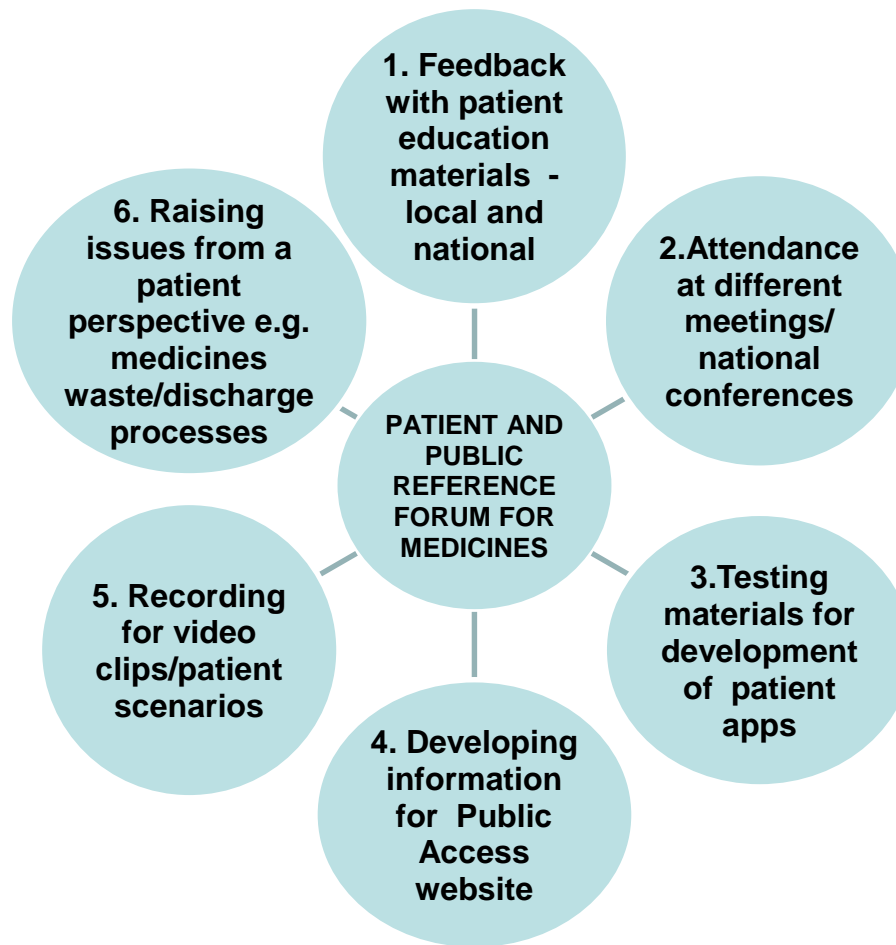 1. Feedback
with patient
education
materials  -
local and
national
2.Attendance
at different
meetings/
national
conferences
3.Testing
materials for
development
of  patient
apps
4. Developing
information
for  Public
Access
website
5. Recording
for video
clips/patient
scenarios
6. Raising
issues from a
patient
perspective e.g.
medicines
waste/discharge
processes
PATIENT AND
PUBLIC
REFERENCE
FORUM FOR
MEDICINES